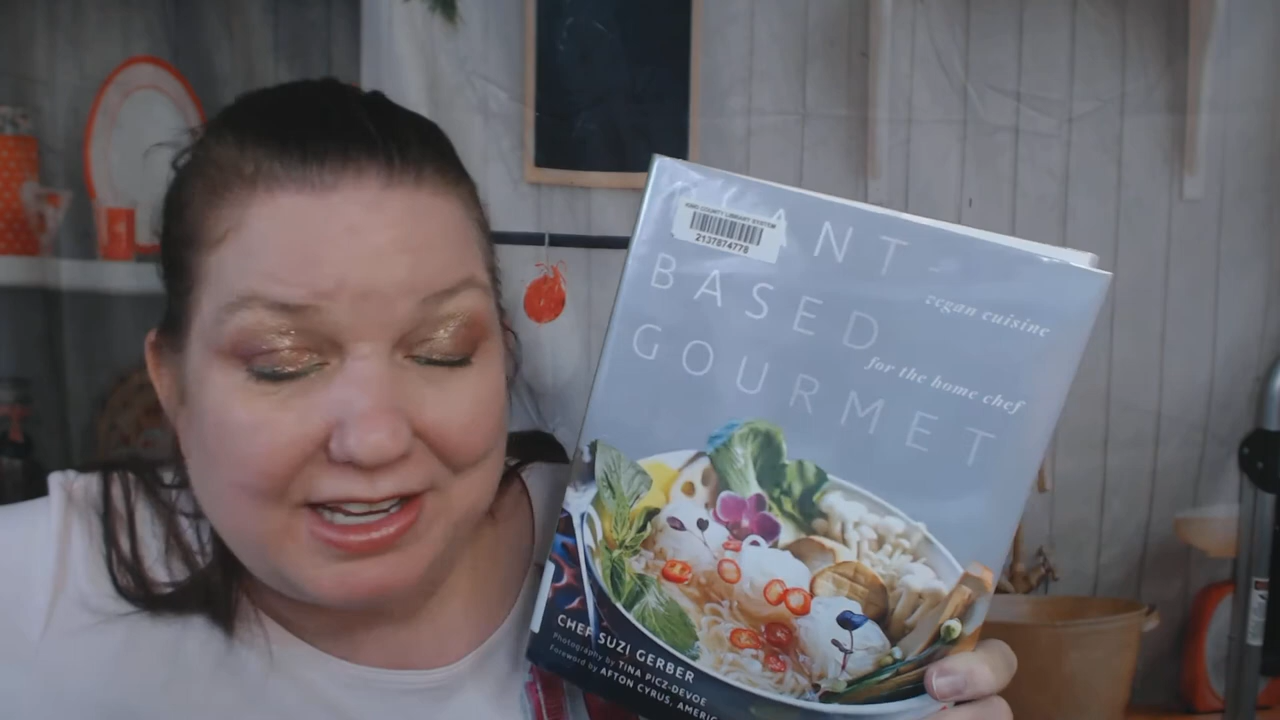 KING COUNTY LIBRARY SYSTEM
2137874778
ANT-
BASED
GOURMET
vegan cuisine
for the home chef
CHEF SUZI GERBER
Photography by TINA PICZ-DEVOE
Foreword by AFTON CYRUS, AMERIC